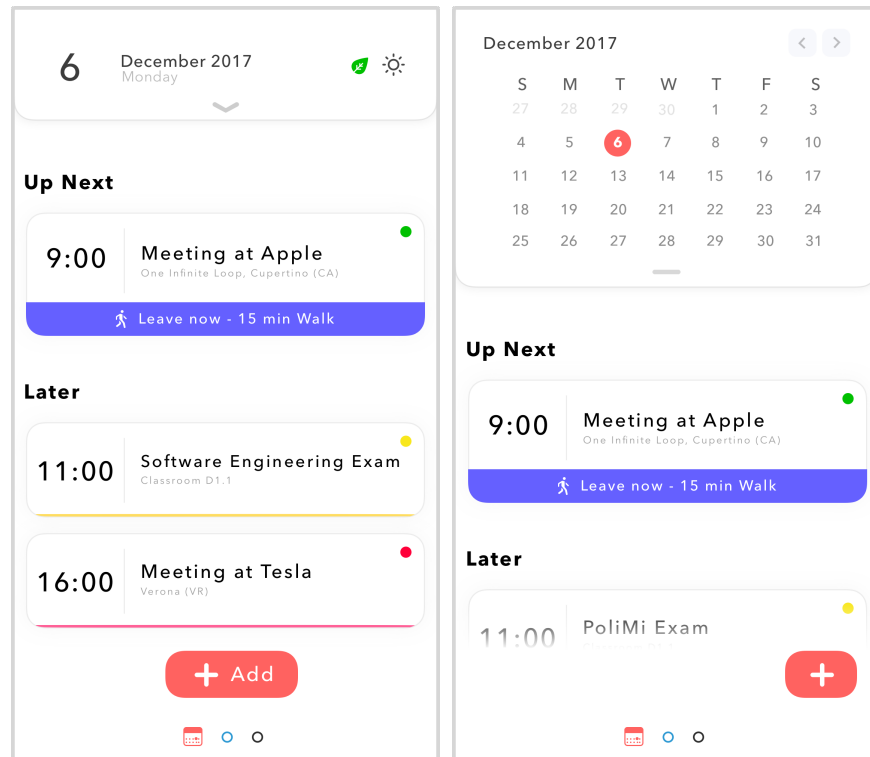 6
December 2017
Monday
Up Next
9:00
Meeting at Apple
One Infinite Loop, Cupertino (CA)
Leave now - 15 min Walk
Later
11:00
Software Engineering Exam
Classroom D1.1
16:00
Meeting at Tesla
Verona (VR)
+ Add
December 2017
S M T W T F S
27 28 29 30 1 2 3
4 5 6 7 8 9 10
11 12 13 14 15 16 17
18 19 20 21 22 23 24
25 26 27 28 29 30 31
Up Next
9:00
Meeting at Apple
One Infinite Loop, Cupertino (CA)
Leave now - 15 min Walk
Later
11:00
PoliMi Exam